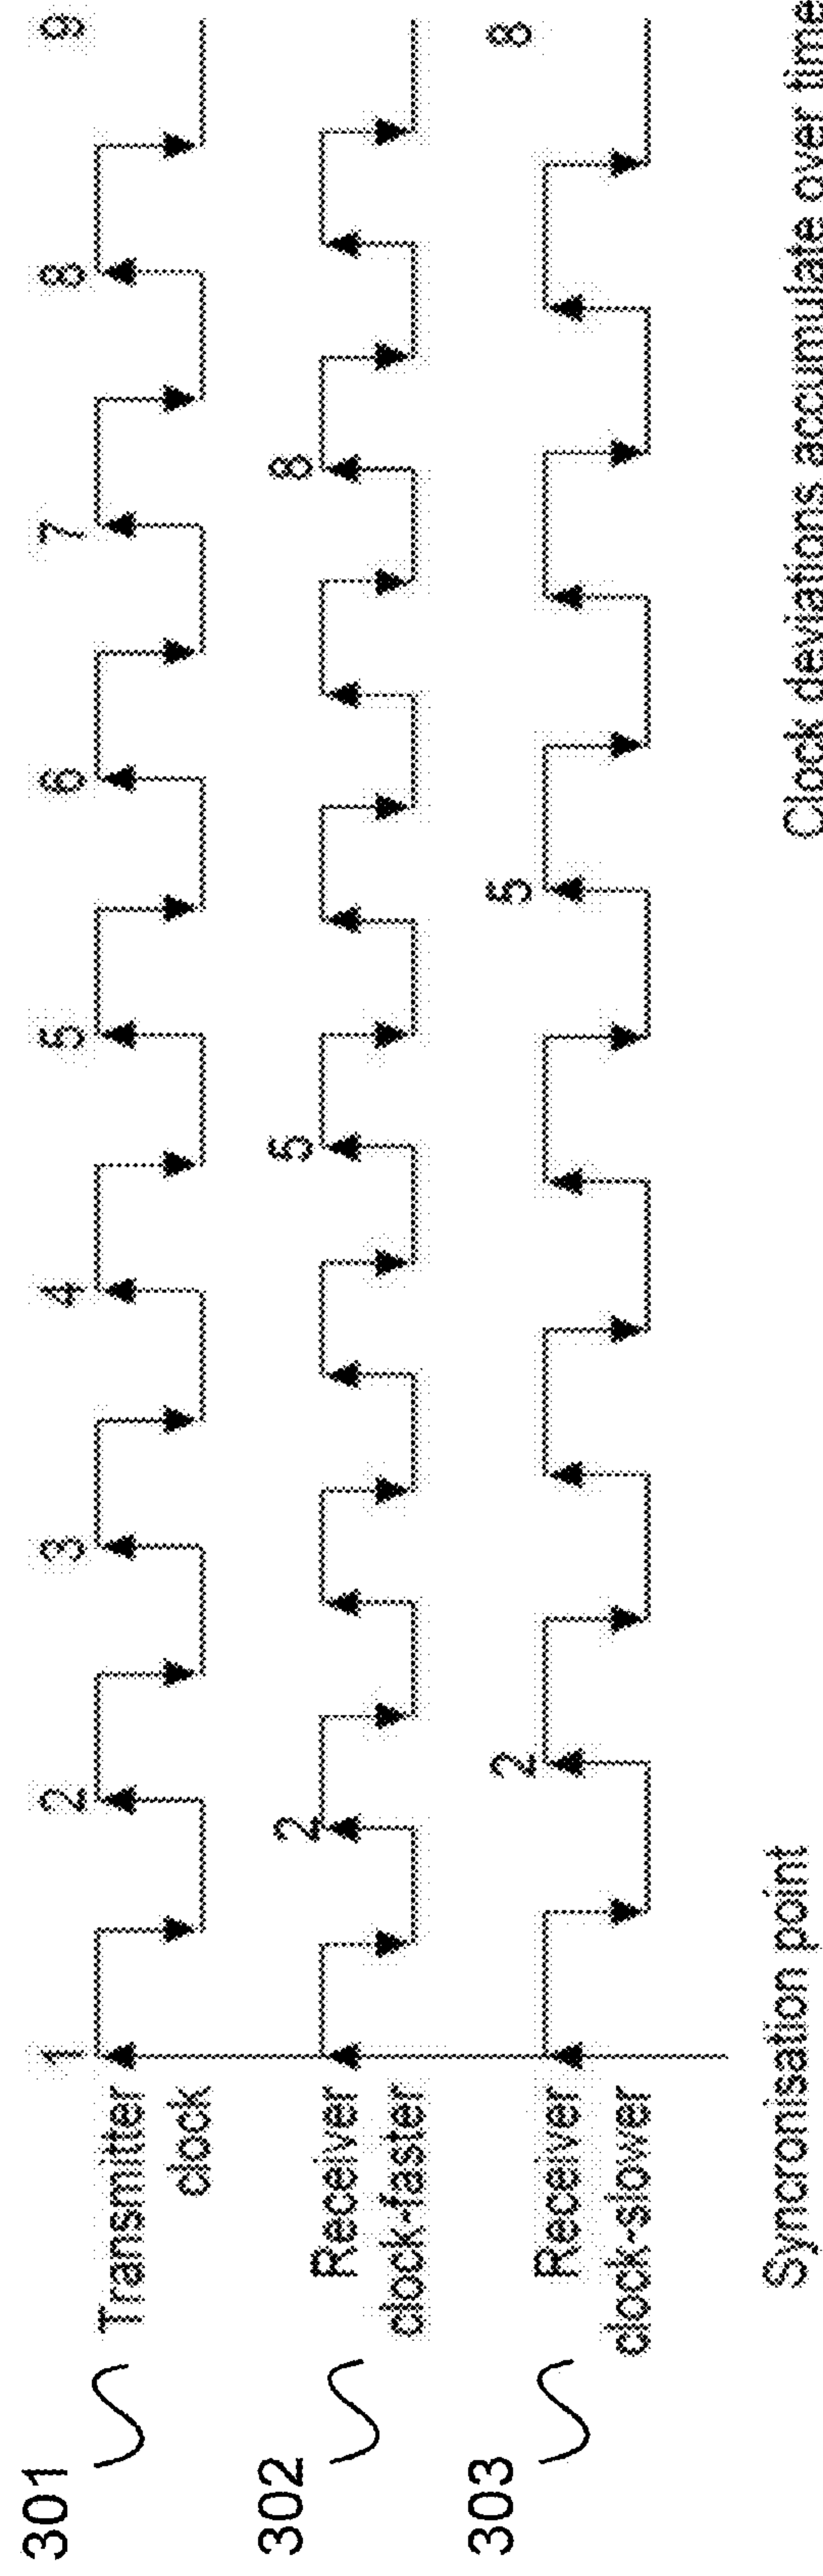 301
Transmitter
clock
1 2 3 4 5 6 7 8 9
302
Receiver
clock-faster
2 5 8
303
Receiver
clock-slower
2 5 8
Syncronisation point
Clock deviations accumulate over time